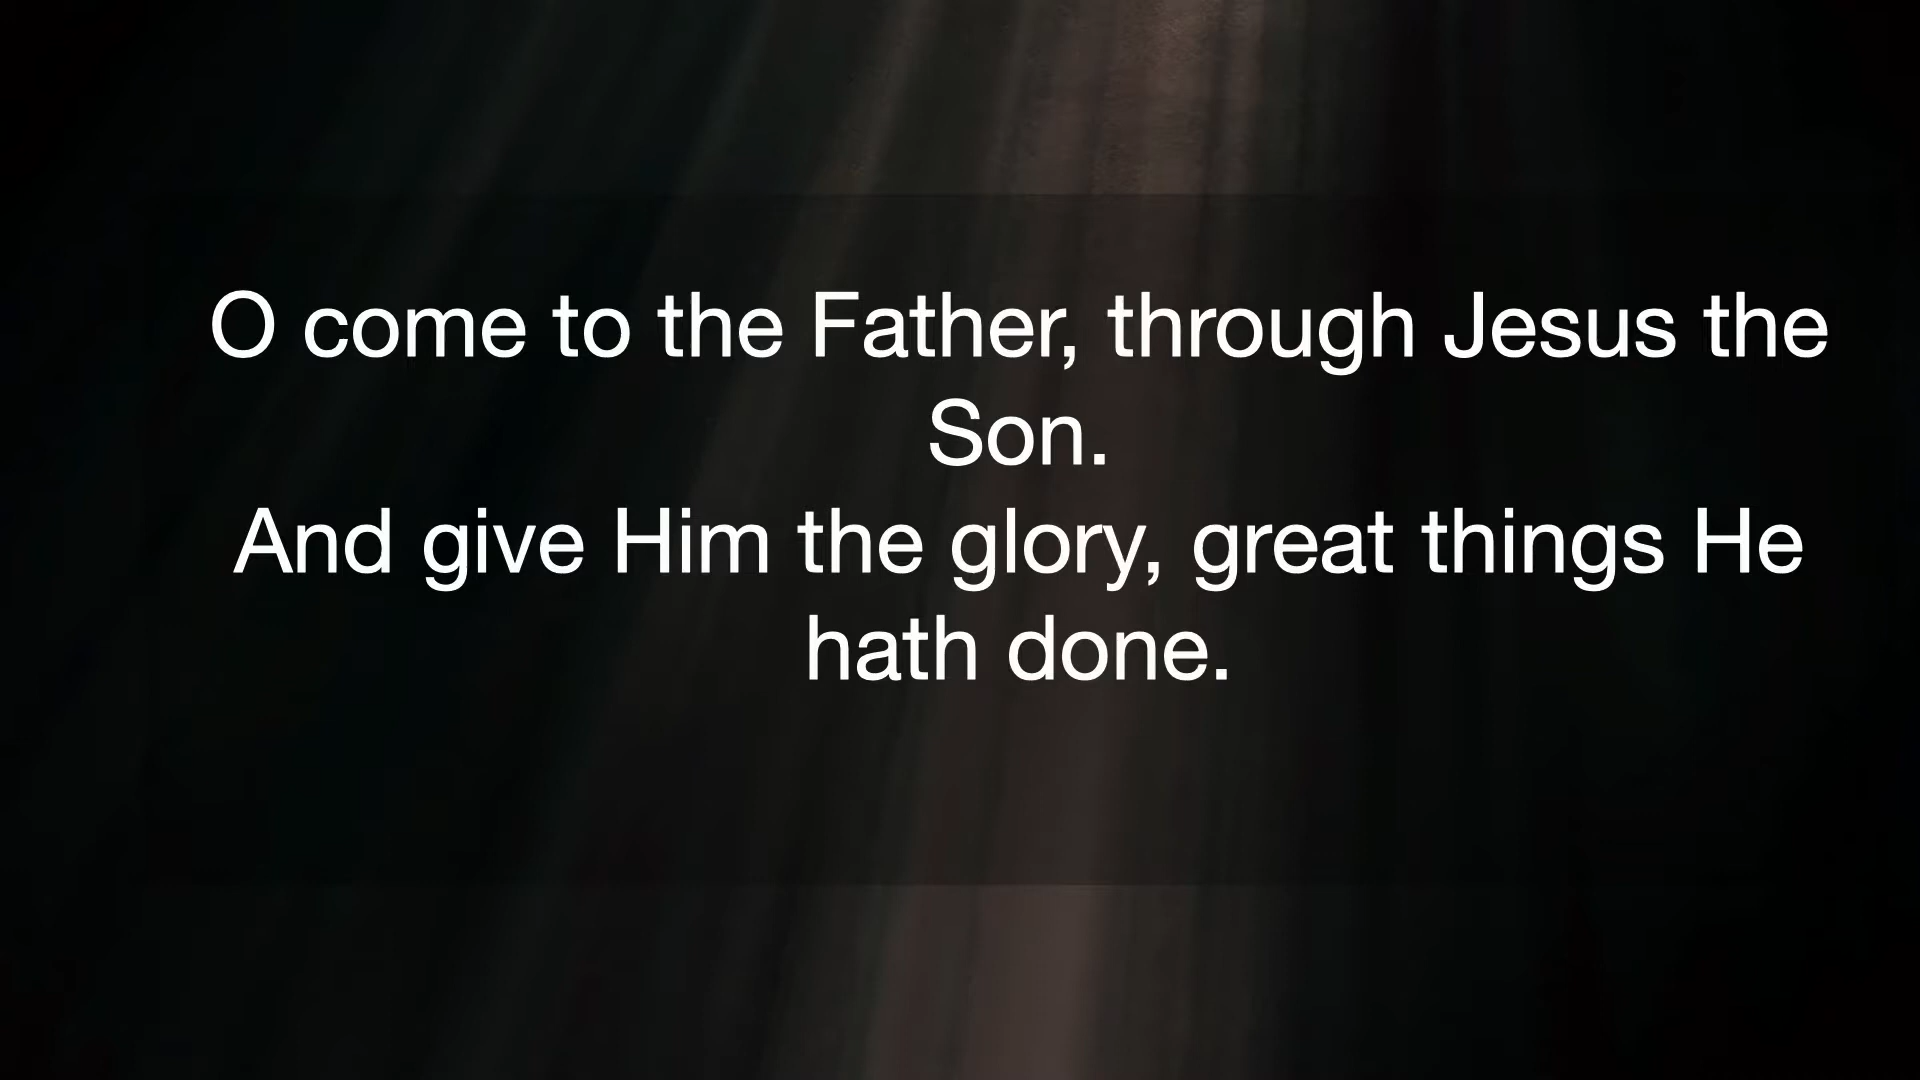 O come to the Father, through Jesus the
Son.
And give Him the glory, great things He
hath done.